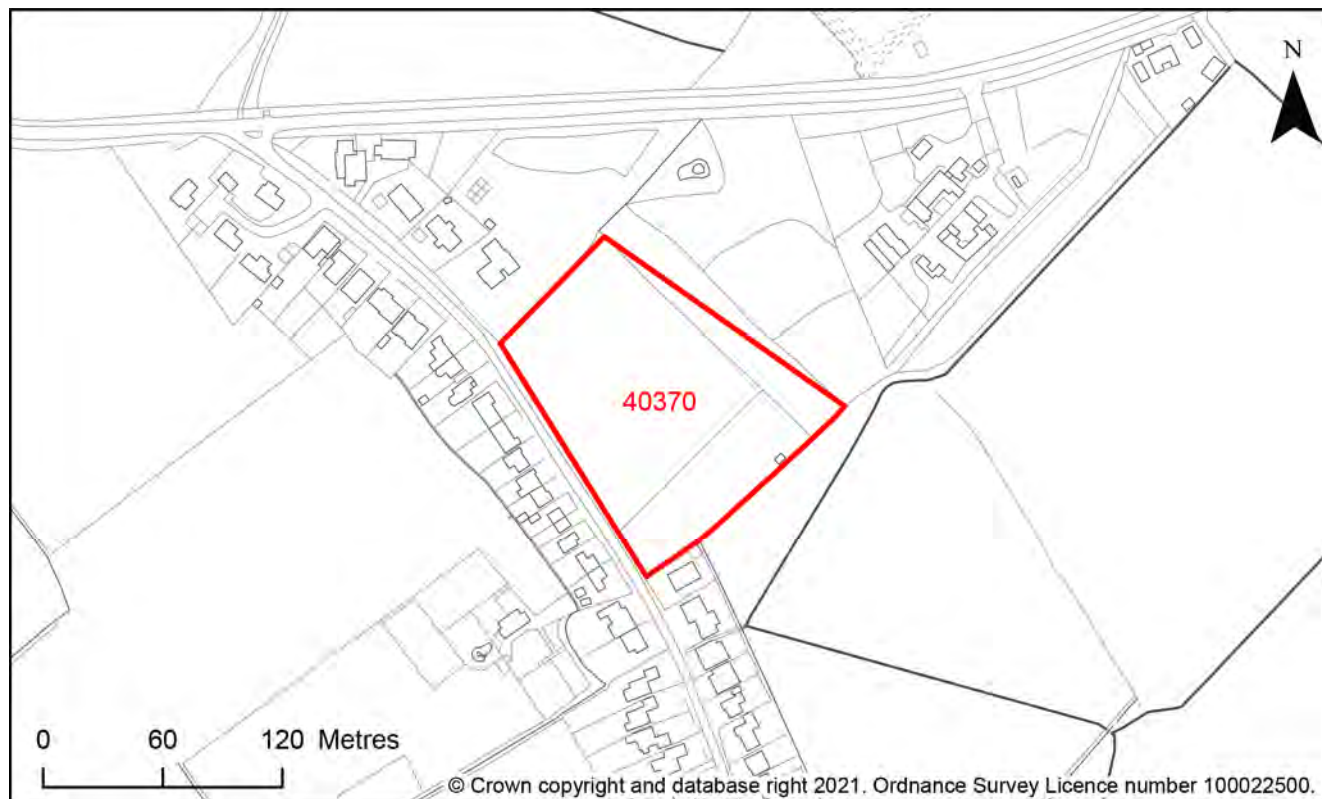 N
40370
0 60 120 Metres
© Crown copyright and database right 2021. Ordnance Survey Licence number 100022500.